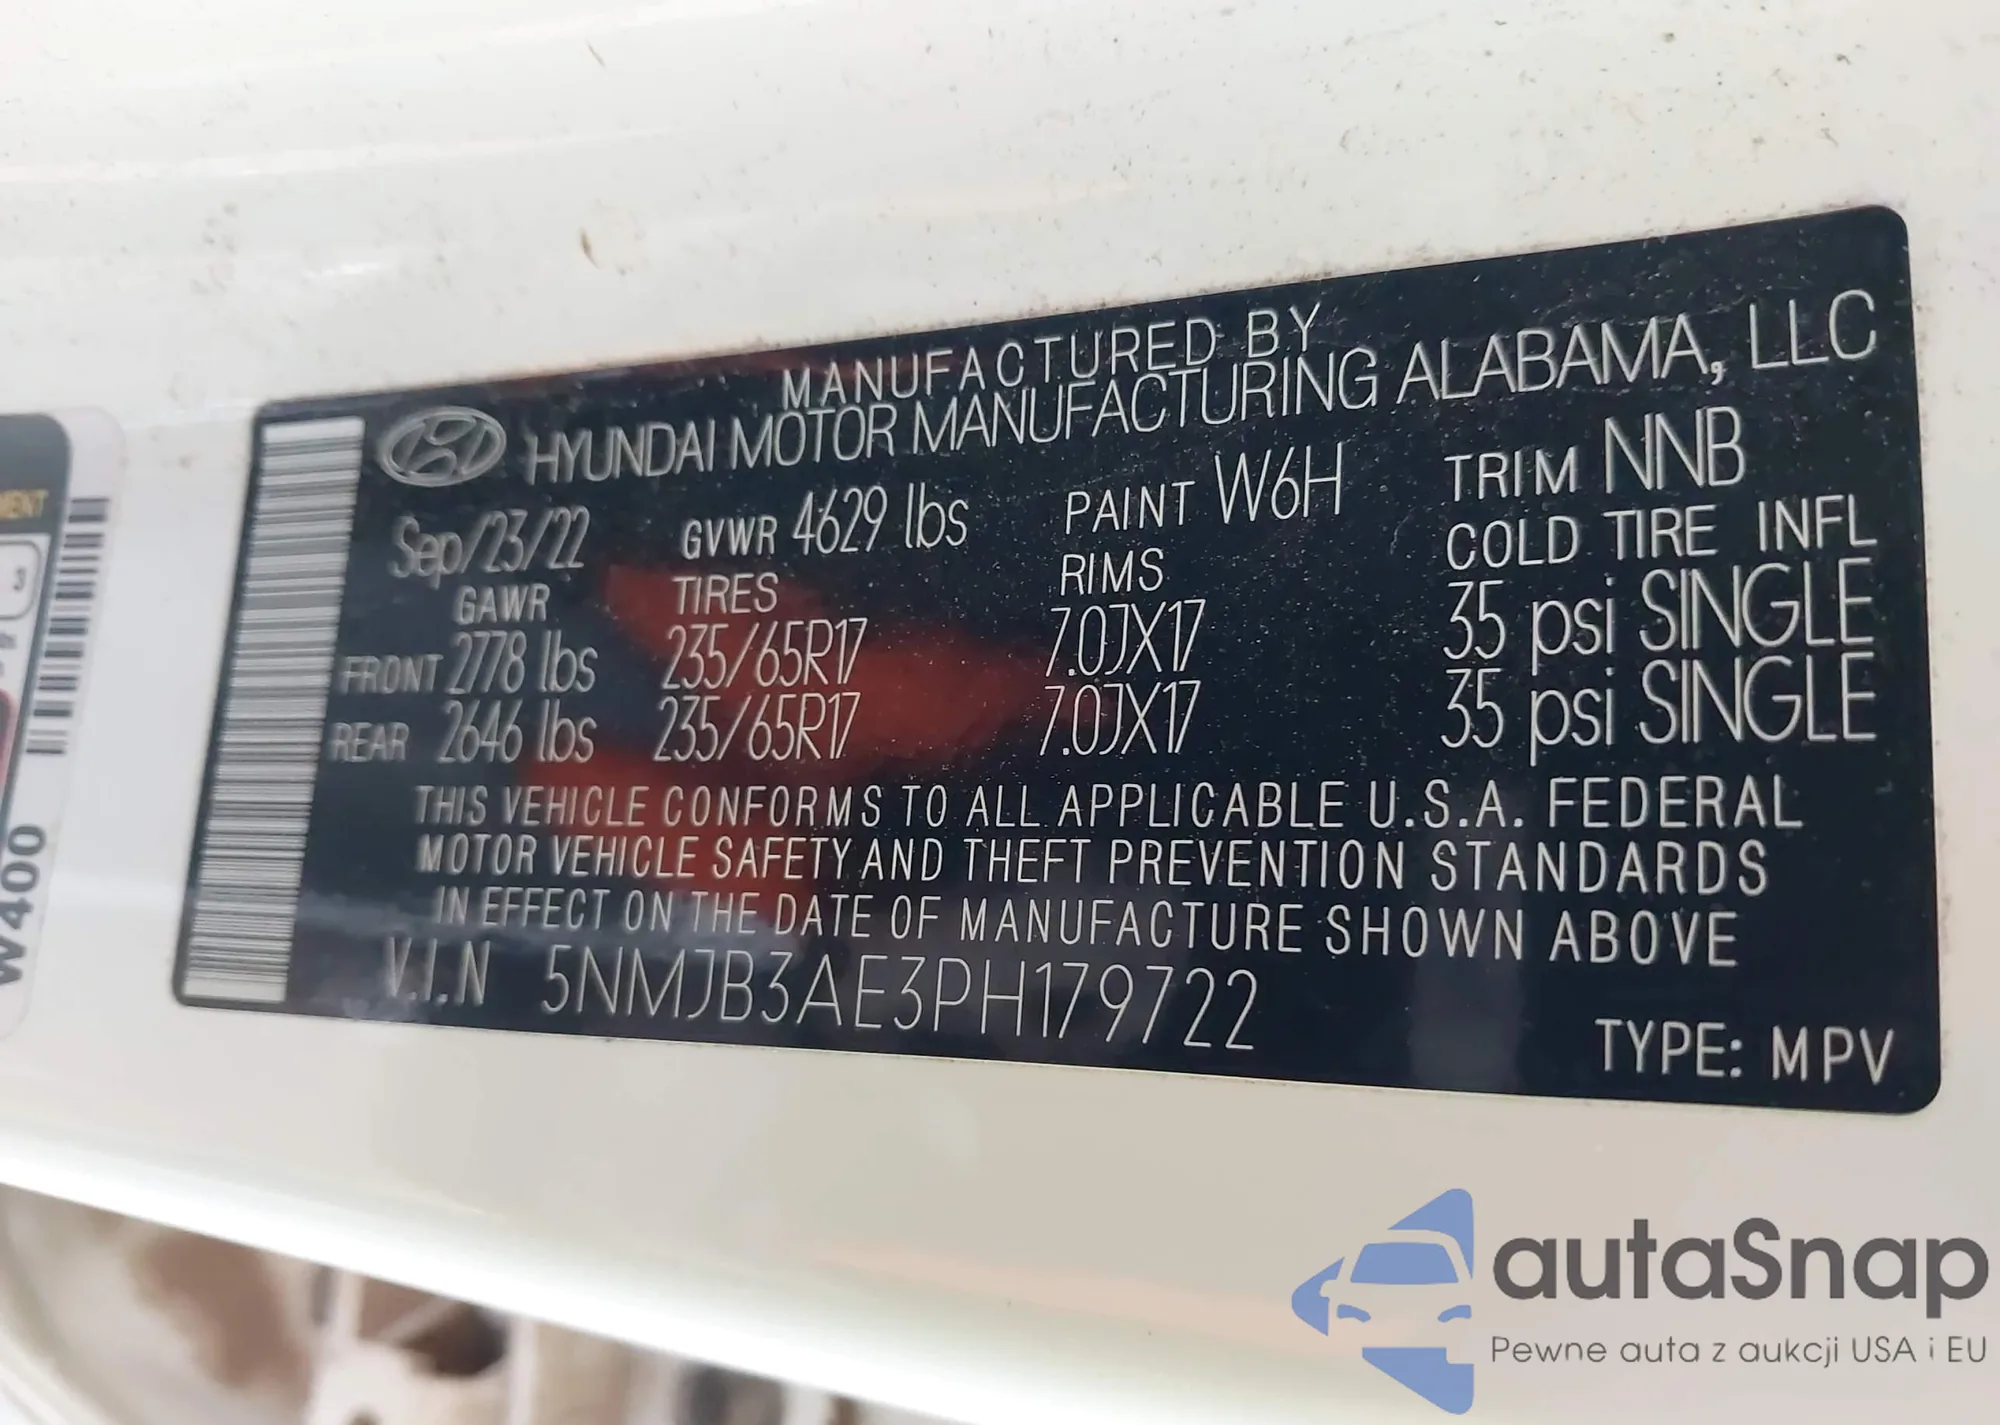 MANUFACTURED BY
HYUNDAI MOTOR MANUFACTURING ALABAMA, LLC
Sep/23/22 GVWR 4629 lbs PAINT W6H TRIM NNB
GAWR TIRES RIMS COLD TIRE INFL
FRONT 2778 lbs 235/65R17 7.0JX17 35 psi SINGLE
REAR 2646 lbs 235/65R17 7.0JX17 35 psi SINGLE
THIS VEHICLE CONFORMS TO ALL APPLICABLE U.S.A. FEDERAL
MOTOR VEHICLE SAFETY AND THEFT PREVENTION STANDARDS
IN EFFECT ON THE DATE OF MANUFACTURE SHOWN ABOVE
V.I.N 5NMJB3AE3PH179722
TYPE: MPV
W400
autaSnap
Pewne auta z aukcji USA i EU